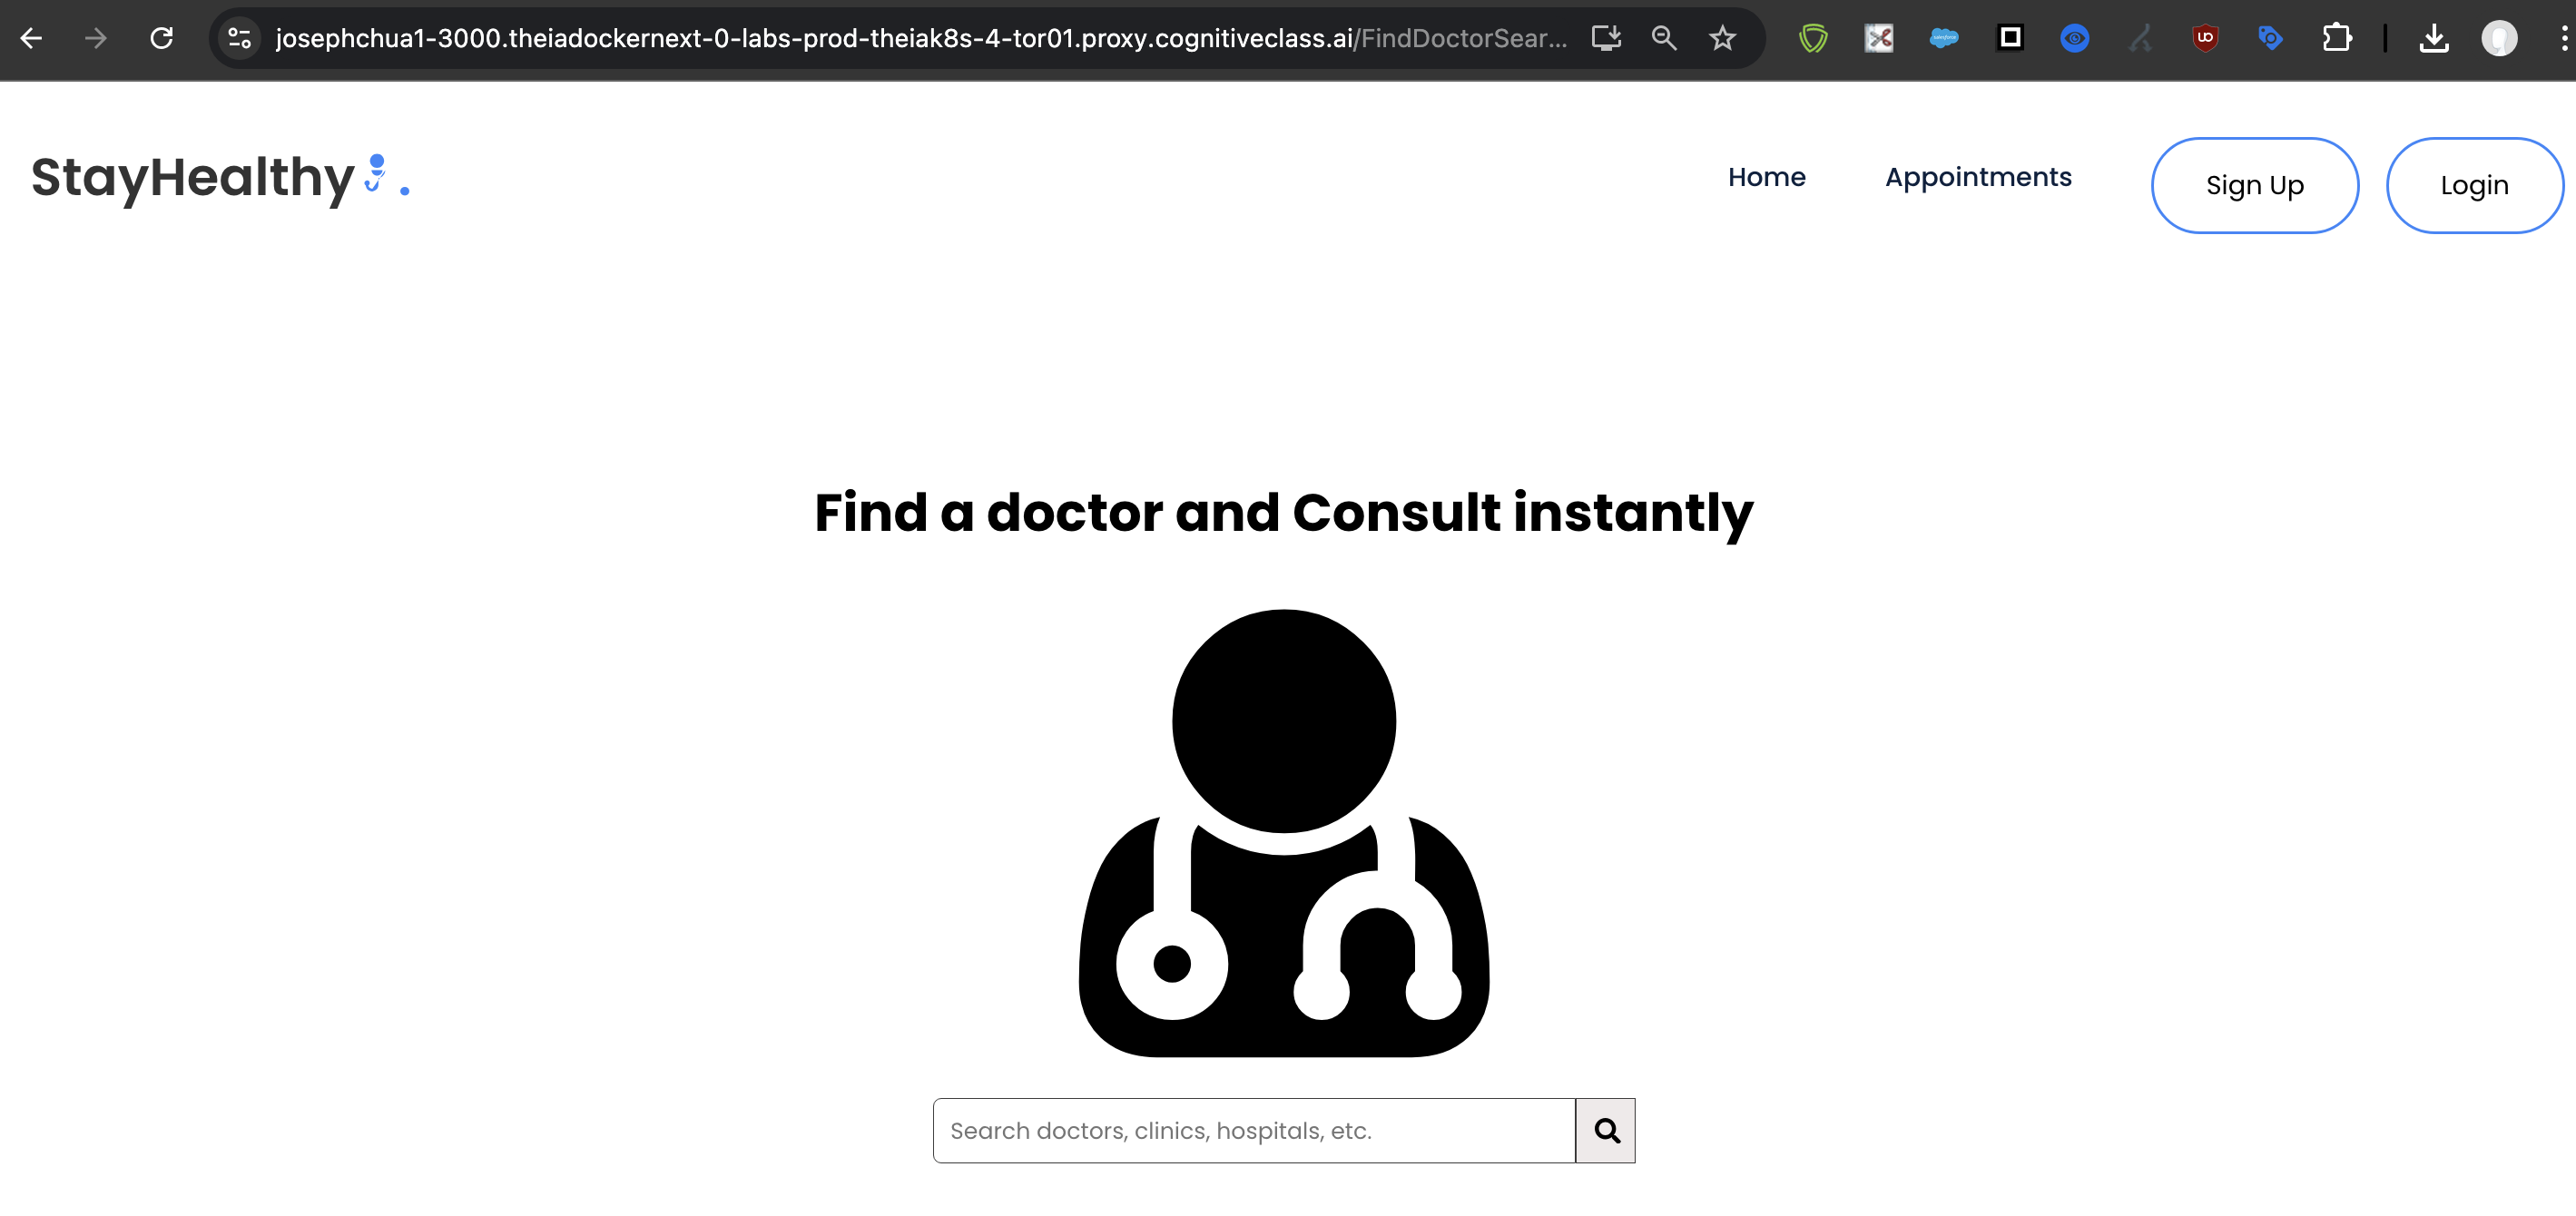 josephchua1-3000.theiadockernext-0-labs-prod-theiak8s-4-tor01.proxy.cognitiveclass.ai/FindDoctorSear...
StayHealthy .
Home
Appointments
Sign Up
Login
Find a doctor and Consult instantly
Search doctors, clinics, hospitals, etc.